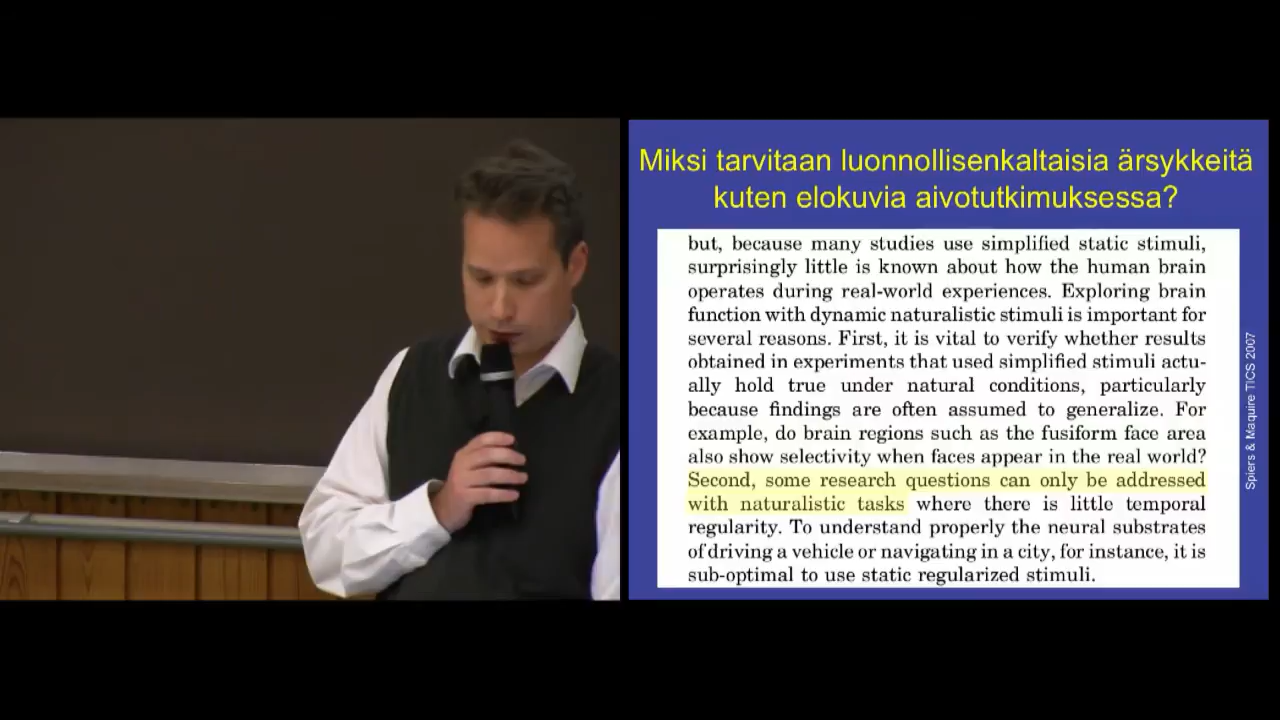 Miksi tarvitaan luonnollisenkaltaisia ärsykkeitä
kuten elokuvia aivotutkimuksessa?
but, because many studies use simplified static stimuli,
surprisingly little is known about how the human brain
operates during real-world experiences. Exploring brain
function with dynamic naturalistic stimuli is important for
several reasons. First, it is vital to verify whether results
obtained in experiments that used simplified stimuli actu-
ally hold true under natural conditions, particularly
because findings are often assumed to generalize. For
example, do brain regions such as the fusiform face area
also show selectivity when faces appear in the real world?
Second, some research questions can only be addressed
with naturalistic tasks where there is little temporal
regularity. To understand properly the neural substrates
of driving a vehicle or navigating in a city, for instance, it is
sub-optimal to use static regularized stimuli.
Spiers & Maquire TICS 2007